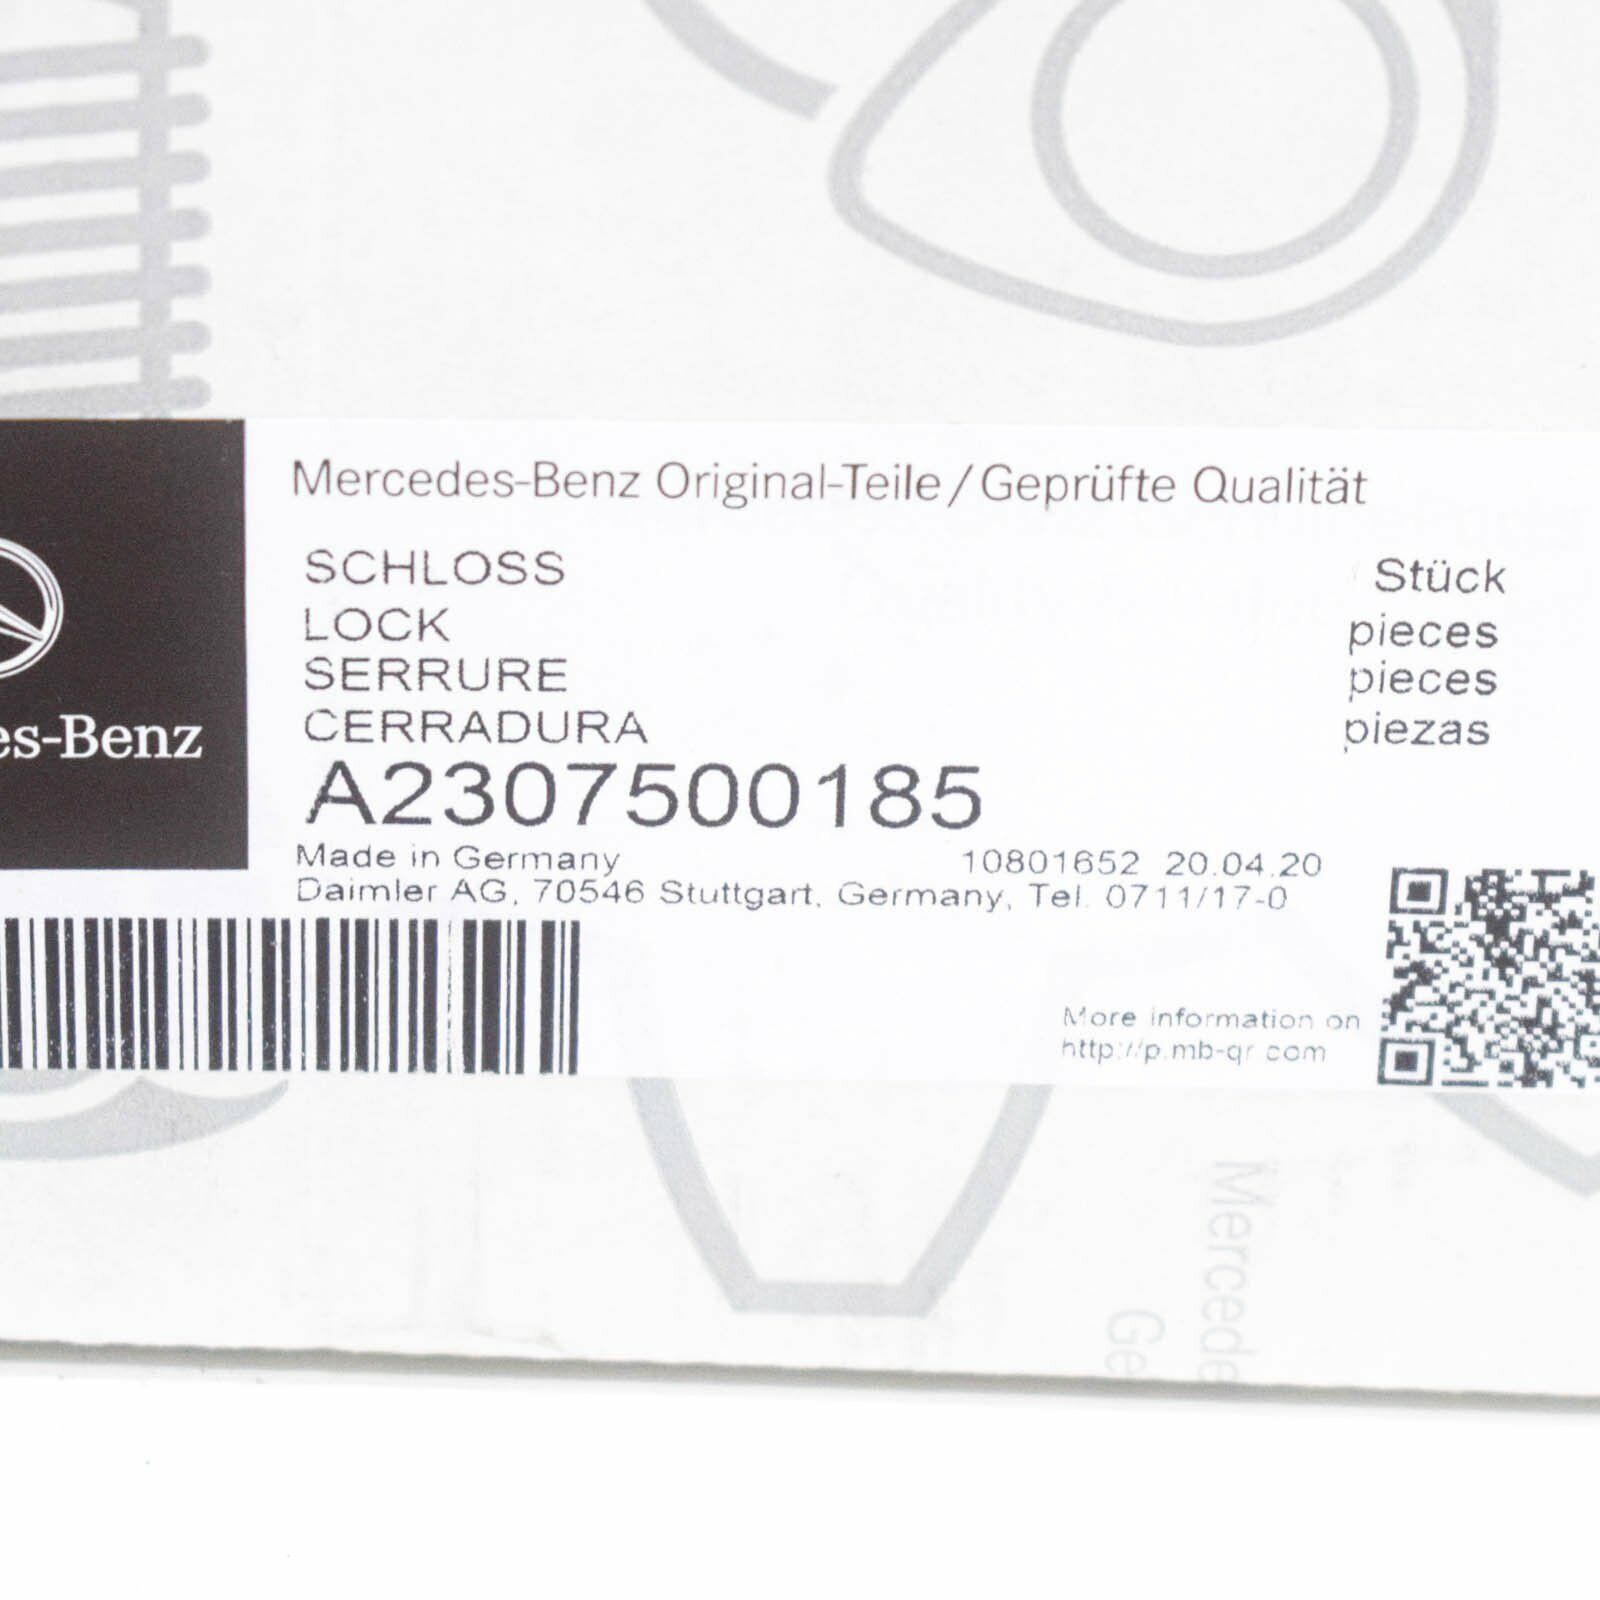 Mercedes-Benz Original-Teile / Geprüfte Qualität
SCHLOSS
LOCK
SERRURE
CERRADURA
Stück
pieces
pieces
piezas
es-Benz
A2307500185
Made in Germany
10801652 20.04.20
Daimler AG, 70546 Stuttgart, Germany, Tel. 0711/17-0
More information on
http://p.mb-qr.com
Mercede
Ge